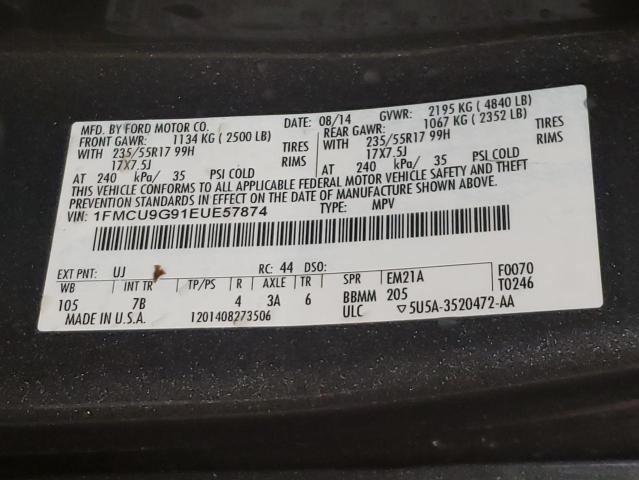 MFD. BY FORD MOTOR CO. DATE: 08/14 GVWR: 2195 KG ( 4840 LB)
FRONT GAWR: 1134 KG ( 2500 LB) REAR GAWR: 1067 KG ( 2352 LB)
WITH 235/55R17 99H TIRES WITH 235/55R17 99H TIRES
17X7.5J RIMS 17X7.5J RIMS
AT 240 kPa/ 35 PSI COLD AT 240 kPa/ 35 PSI COLD
THIS VEHICLE CONFORMS TO ALL APPLICABLE FEDERAL MOTOR VEHICLE SAFETY AND THEFT
PREVENTION STANDARDS IN EFFECT ON THE DATE OF MANUFACTURE SHOWN ABOVE.
VIN: 1FMCU9G91EUE57874 TYPE: MPV
EXT PNT: UJ RC: 44 DSO: F0070
WB INT TR TP/PS R AXLE TR SPR EM21A T0246
105 7B 4 3A 6 BBMM 205
MADE IN U.S.A. 1201408273506 ULC ▽5U5A-3520472-AA